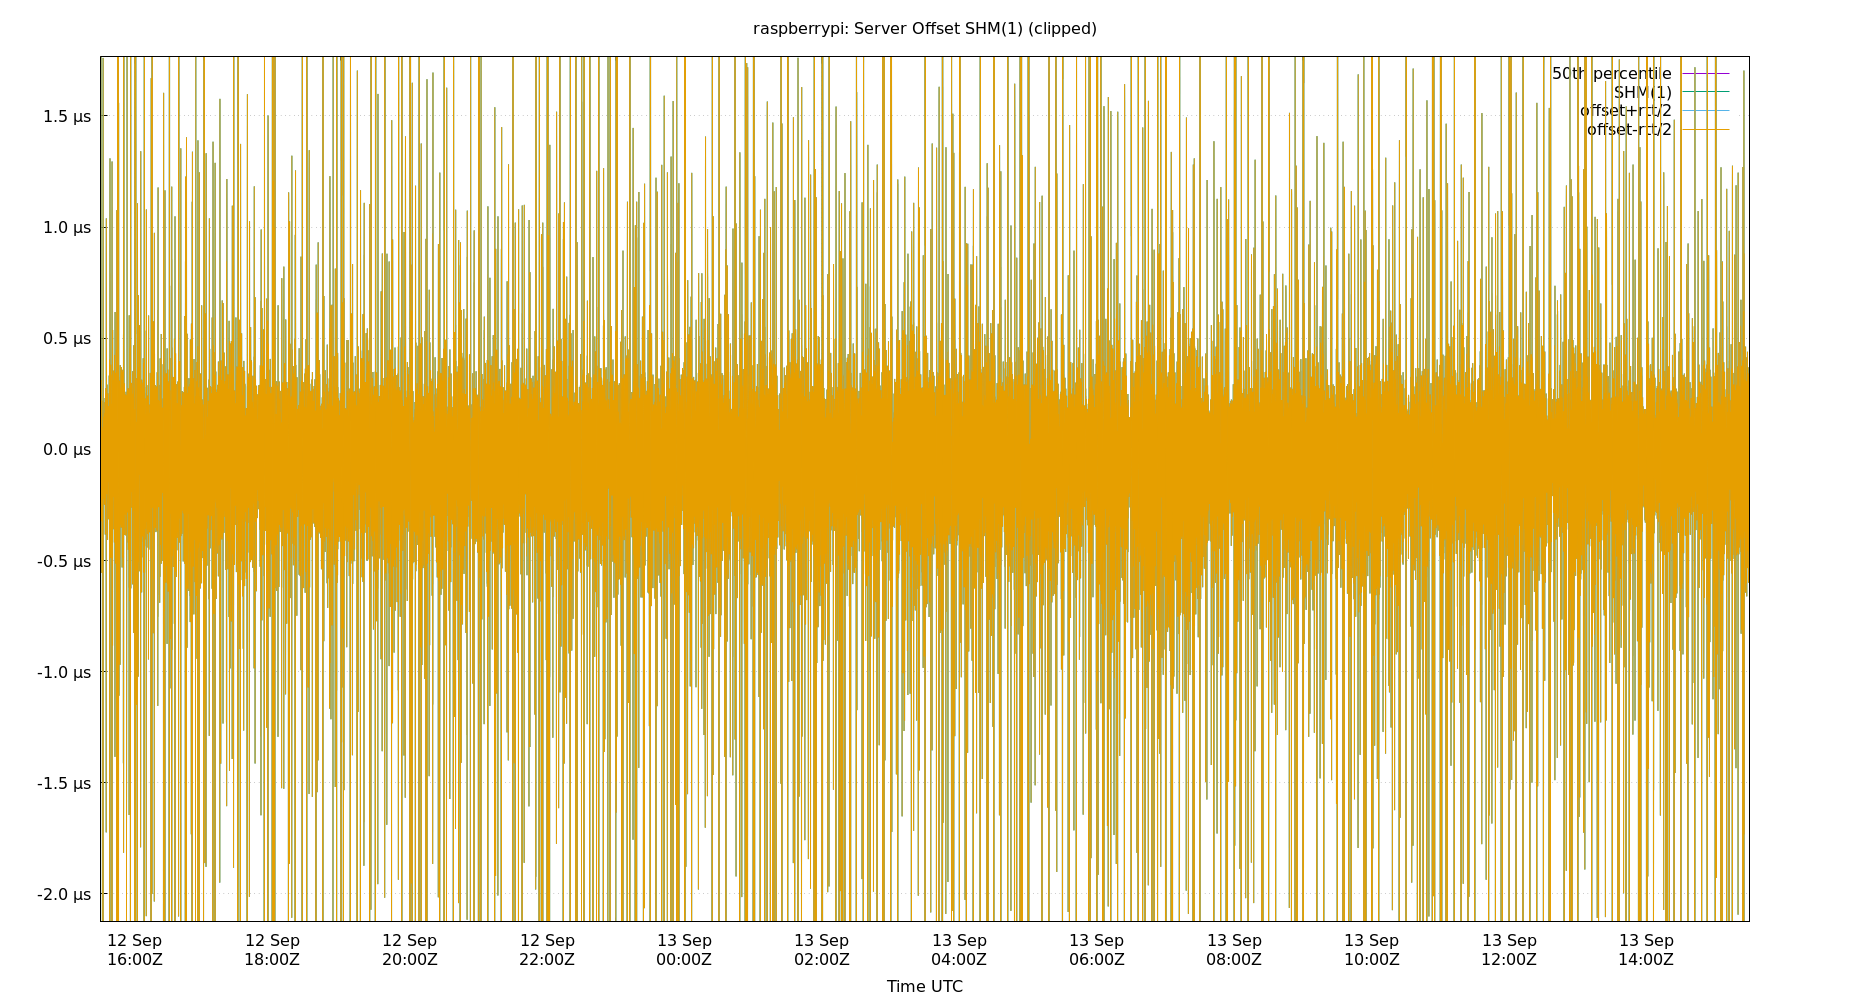 raspberrypi: Server Offset SHM(1) (clipped)
50th percentile
SHM(1)
offset+rtt/2
offset-rtt/2
1.5 µs
1.0 µs
0.5 µs
0.0 µs
-0.5 µs
-1.0 µs
-1.5 µs
-2.0 µs
12 Sep 12 Sep 12 Sep 12 Sep 13 Sep 13 Sep 13 Sep 13 Sep 13 Sep 13 Sep 13 Sep 13 Sep
16:00Z 18:00Z 20:00Z 22:00Z 00:00Z 02:00Z 04:00Z 06:00Z 08:00Z 10:00Z 12:00Z 14:00Z
Time UTC